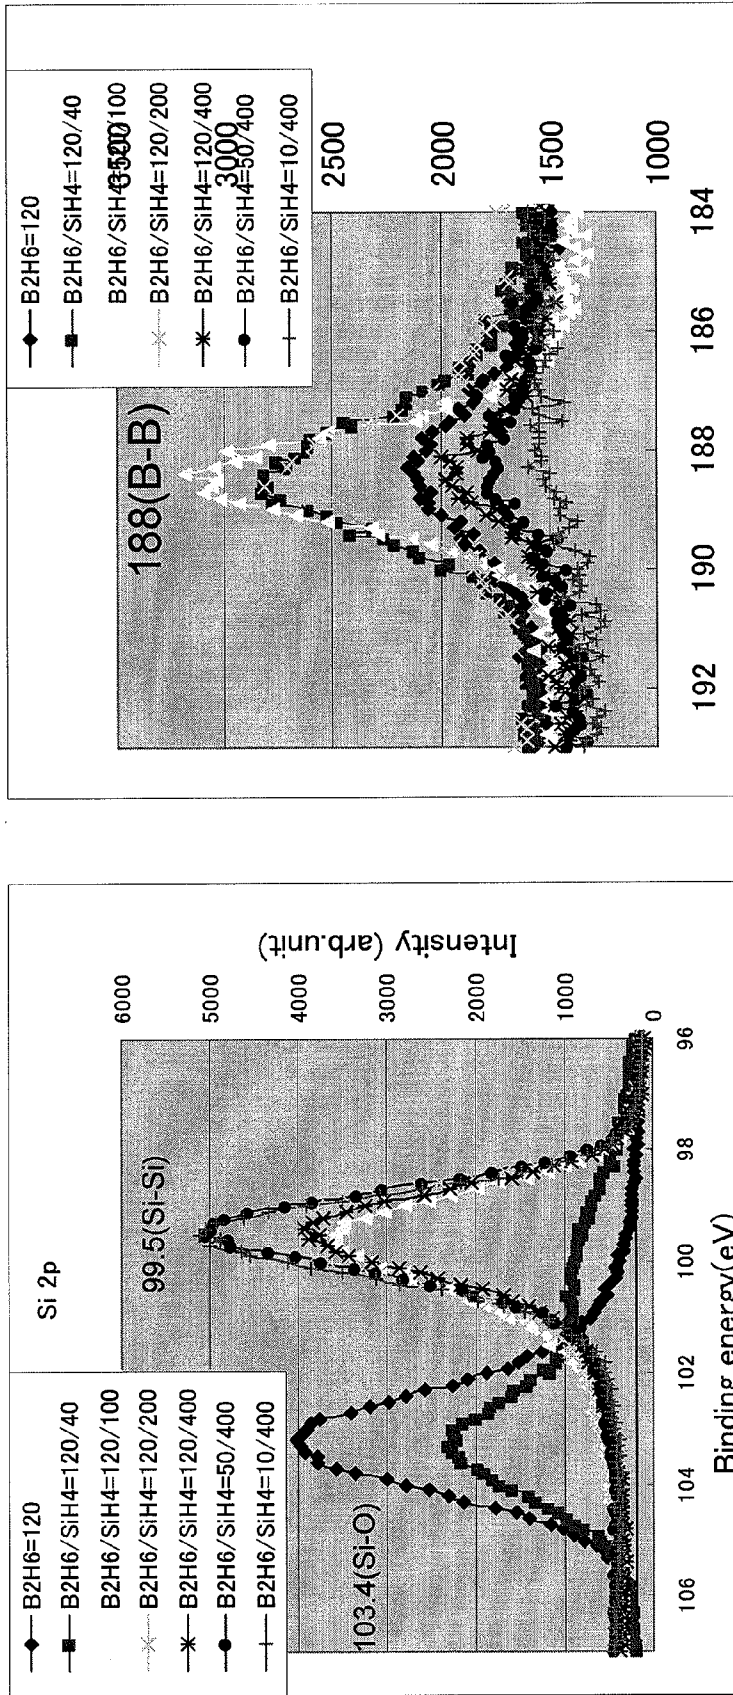 B2H6=120
B2H6/SiH4=120/40
B2H6/SiH4=120/100
B2H6/SiH4=120/200
B2H6/SiH4=120/400
B2H6/SiH4=50/400
B2H6/SiH4=10/400
Si 2p
99.5(Si-Si)
103.4(Si-O)
6000
5000
4000
3000
2000
1000
0
Intensity (arb.unit)
106
104
102
100
98
96
Binding energy(eV)
B2H6=120
B2H6/SiH4=120/40
B2H6/SiH4=120/100
B2H6/SiH4=120/200
B2H6/SiH4=120/400
B2H6/SiH4=50/400
B2H6/SiH4=10/400
188(B-B)
3500
3000
2500
2000
1500
1000
192
190
188
186
184